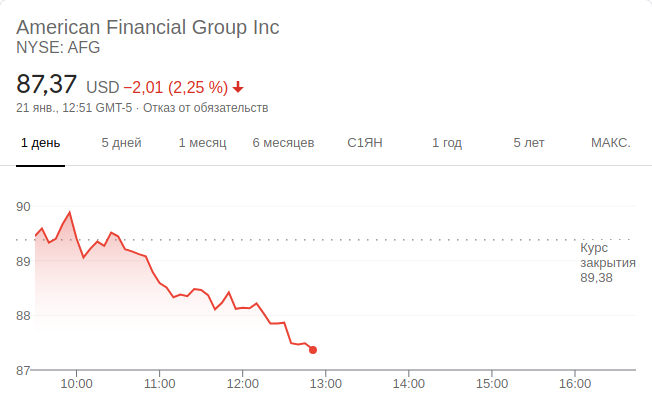 American Financial Group Inc
NYSE: AFG
87,37 USD −2,01 (2,25 %)
21 янв., 12:51 GMT-5 · Отказ от обязательств
1 день 5 дней 1 месяц 6 месяцев С1ЯН 1 год 5 лет МАКС.
90
89
88
87
Курс
закрытия
89,38
10:00 11:00 12:00 13:00 14:00 15:00 16:00